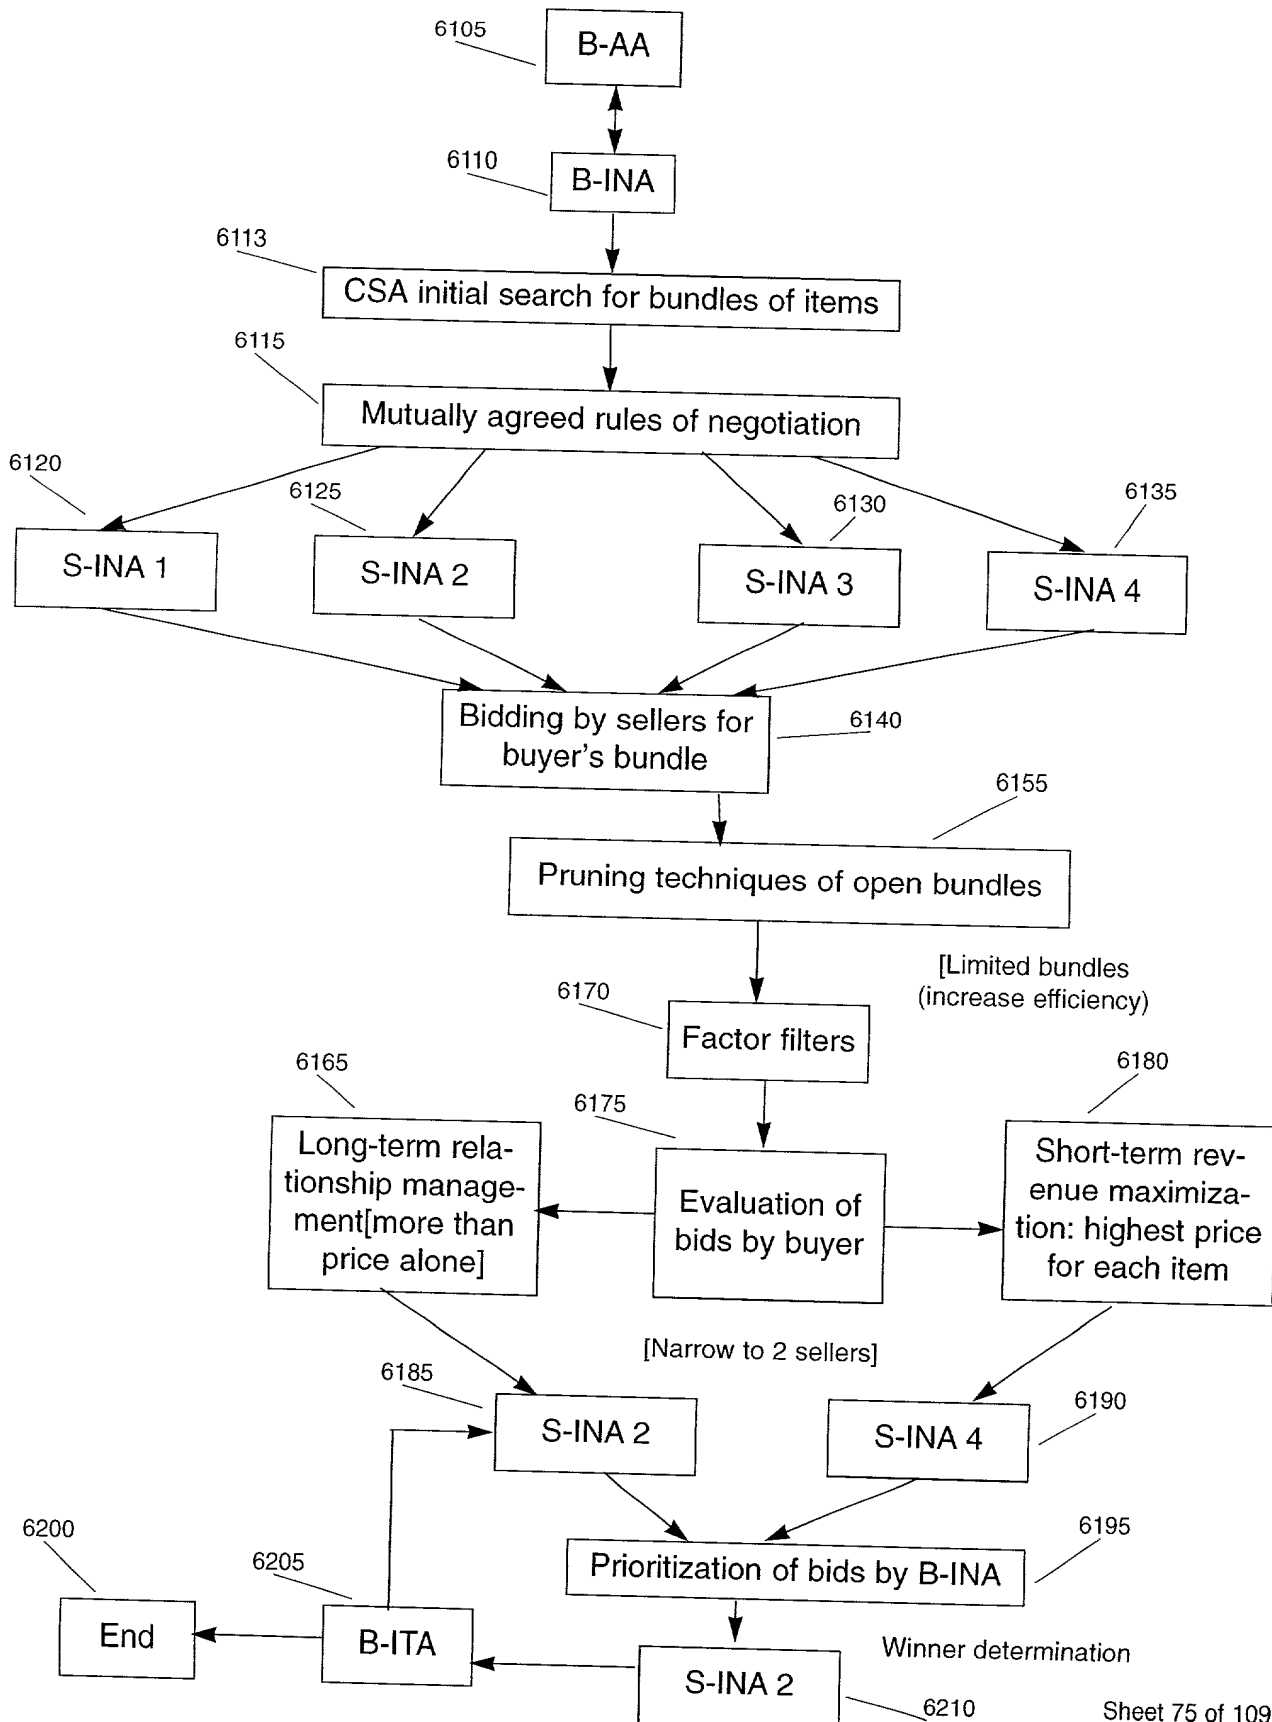 6105
B-AA
6110
B-INA
6113
CSA initial search for bundles of items
6115
Mutually agreed rules of negotiation
6120
6125
6130
6135
S-INA 1
S-INA 2
S-INA 3
S-INA 4
Bidding by sellers for
buyer's bundle
6140
6155
Pruning techniques of open bundles
[Limited bundles
(increase efficiency)
6170
Factor filters
6165
6175
6180
Long-term rela-
tionship manage-
ment[more than
price alone]
Evaluation of
bids by buyer
Short-term rev-
enue maximiza-
tion: highest price
for each item
[Narrow to 2 sellers]
6185
S-INA 2
S-INA 4
6190
6195
Prioritization of bids by B-INA
6200
6205
End
B-ITA
Winner determination
S-INA 2
6210
Sheet 75 of 109